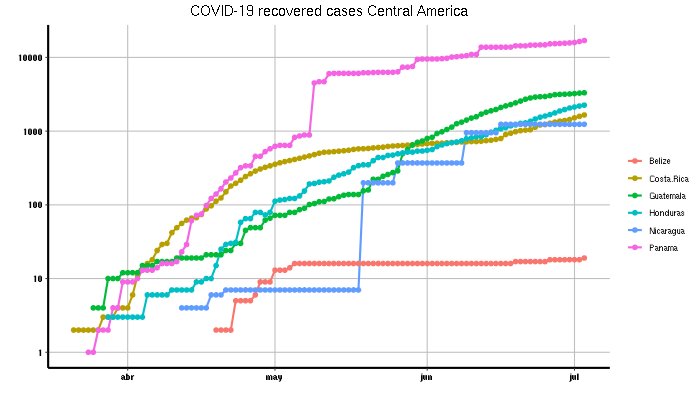 COVID-19 recovered cases Central America
10000
1000
100
10
1
abr may jun jul
Belize
Costa.Rica
Guatemala
Honduras
Nicaragua
Panama